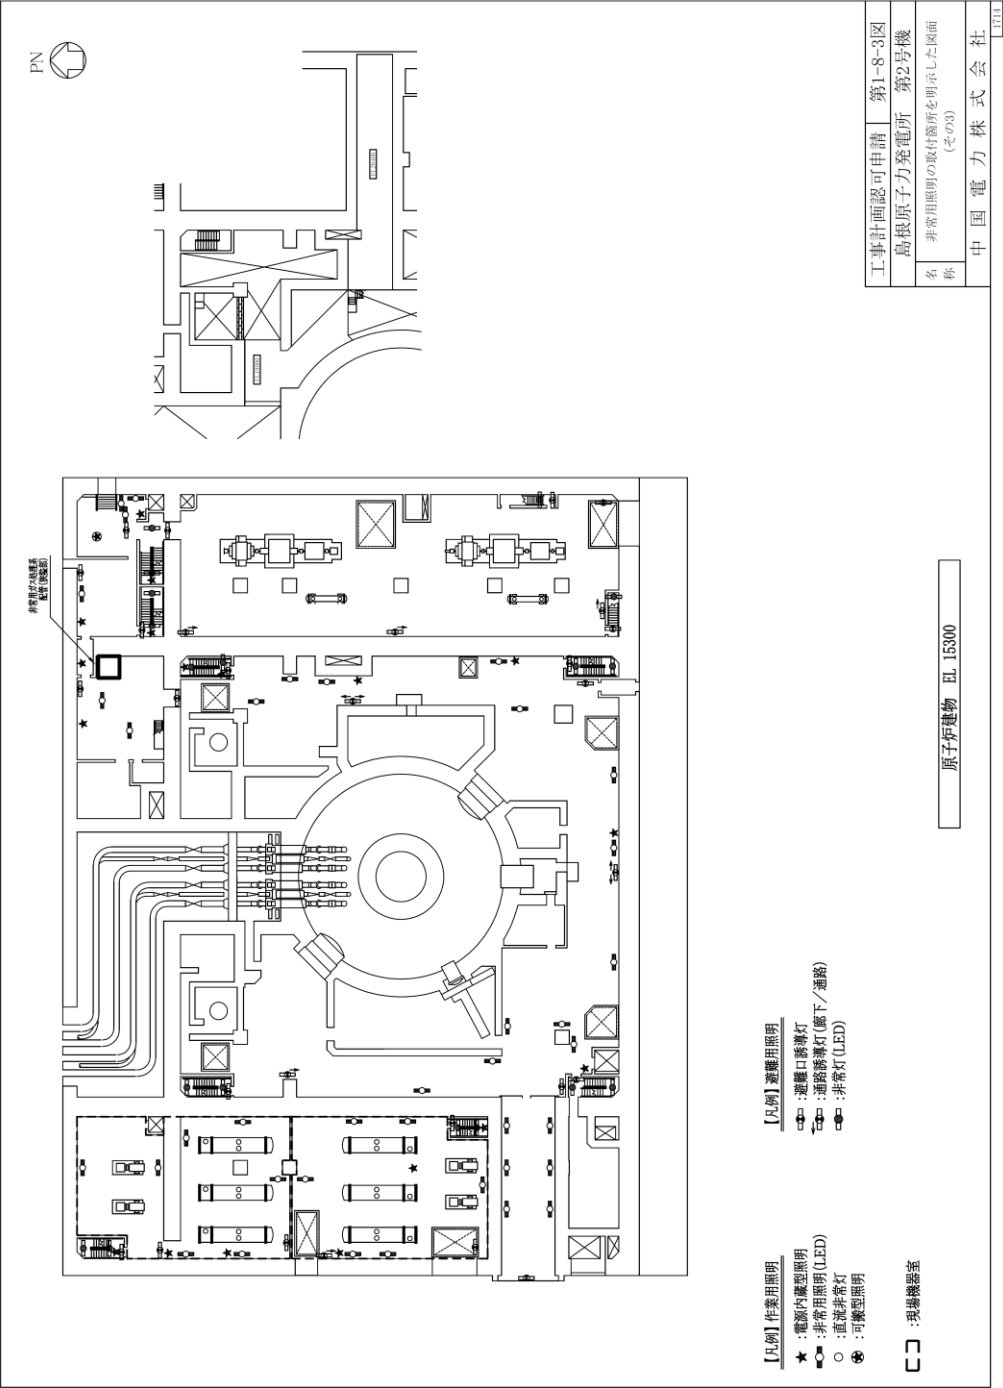 PN
非常用ガス処理系
配管(狭隘部)
原子炉建物 EL 15300
【凡例】作業用照明
★ :電源内蔵型照明
:非常用照明(LED)
○ :直流非常灯
:可搬型照明
:現場機器室
【凡例】避難用照明
:避難口誘導灯
:通路誘導灯(廊下/通路)
:非常灯(LED)
工事計画認可申請 第1-8-3図
島根原子力発電所 第2号機
名称 非常用照明の取付箇所を明示した図面
(その3)
中国電力株式会社
1714